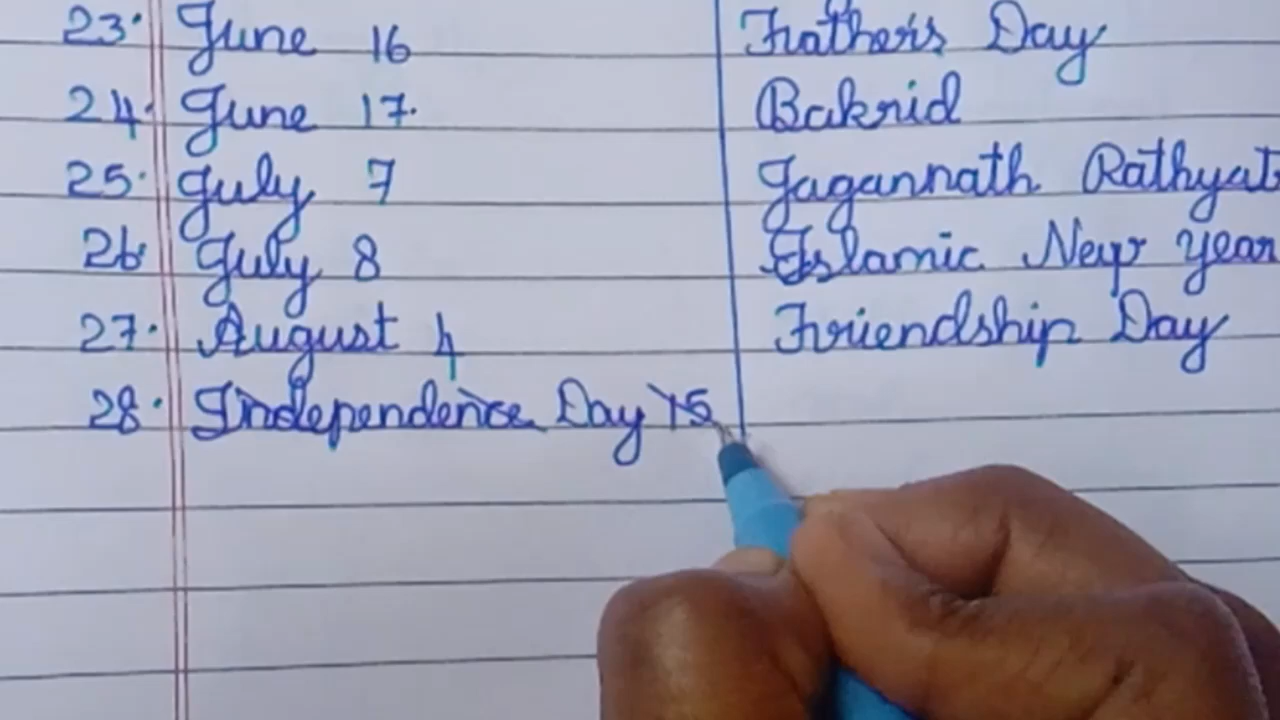 23. June 16 Father's Day
24. June 17. Bakrid
25. July 7 Jagannath Rathyat
26 July 8 Islamic New Year
27. August 4 Friendship Day
28. Independence Day 15